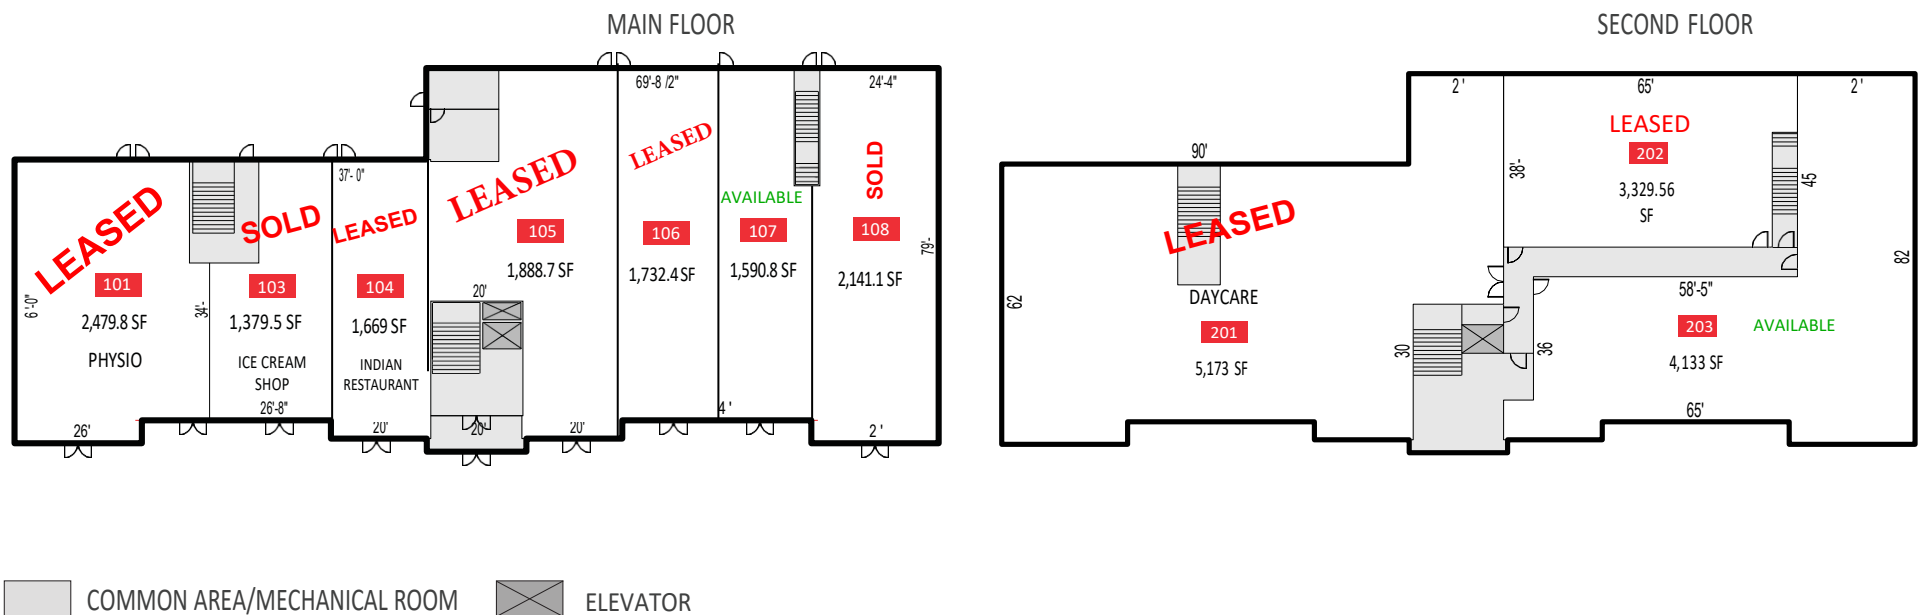 MAIN FLOOR
SECOND FLOOR
69'-8 /2"
24'-4"
37'- 0"
LEASED
SOLD
LEASED
LEASED
LEASED
AVAILABLE
SOLD
101
2,479.8 SF
PHYSIO
103
1,379.5 SF
ICE CREAM
SHOP
104
1,669 SF
INDIAN
RESTAURANT
105
1,888.7 SF
106
1,732.4 SF
107
1,590.8 SF
108
2,141.1 SF
6 '-0"
34'-
20'
79'-
26'
26'-8"
20'
20'
20'
4 '
2 '
2 '
65'
2 '
90'
LEASED
202
3,329.56
SF
38'-
45
LEASED
DAYCARE
201
5,173 SF
62
30
36
58'-5"
203
AVAILABLE
4,133 SF
82
65'
COMMON AREA/MECHANICAL ROOM
ELEVATOR